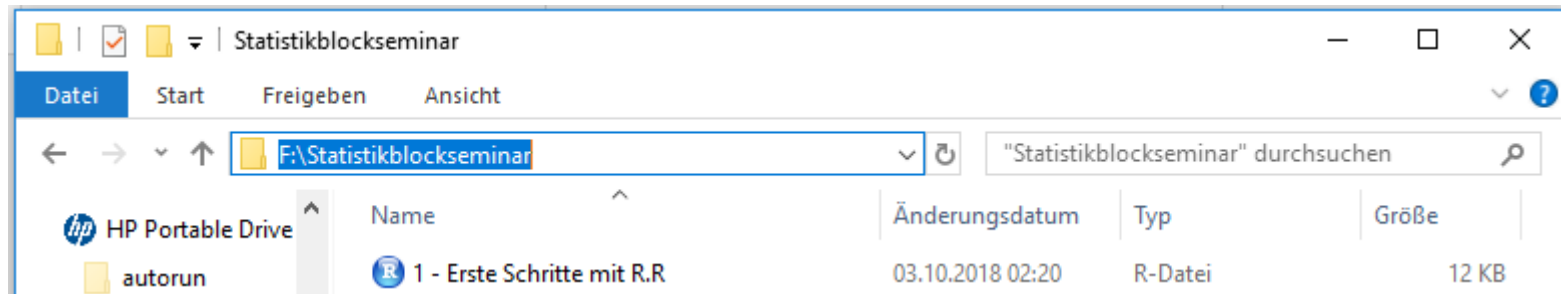 Statistikblockseminar
Datei Start Freigeben Ansicht ?
F:\Statistikblockseminar "Statistikblockseminar" durchsuchen
hp HP Portable Drive Name Änderungsdatum Typ Größe
autorun R 1 - Erste Schritte mit R.R 03.10.2018 02:20 R-Datei 12 KB